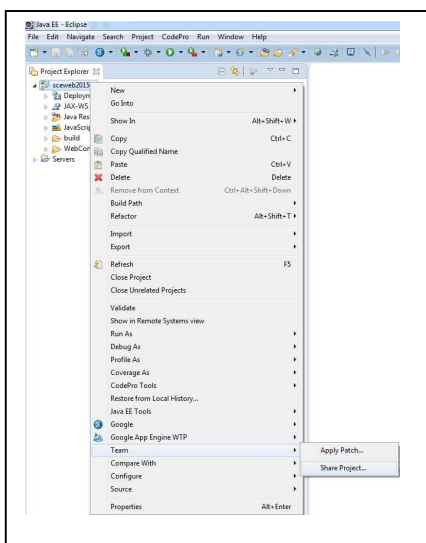 Java EE - Eclipse
File Edit Navigate Search Project CodePro Run Window Help
Project Explorer
sceweb2015
Deployn
JAX-WS
Java Res
JavaScrip
build
WebCon
Servers
New
Go Into
Show In Alt+Shift+W
Copy Ctrl+C
Copy Qualified Name
Paste Ctrl+V
Delete Delete
Remove from Context Ctrl+Alt+Shift+Down
Build Path
Refactor Alt+Shift+T
Import
Export
Refresh F5
Close Project
Close Unrelated Projects
Validate
Show in Remote Systems view
Run As
Debug As
Profile As
Coverage As
CodePro Tools
Restore from Local History...
Java EE Tools
Google
Google App Engine WTP
Team
Apply Patch...
Compare With
Share Project...
Configure
Source
Properties Alt+Enter